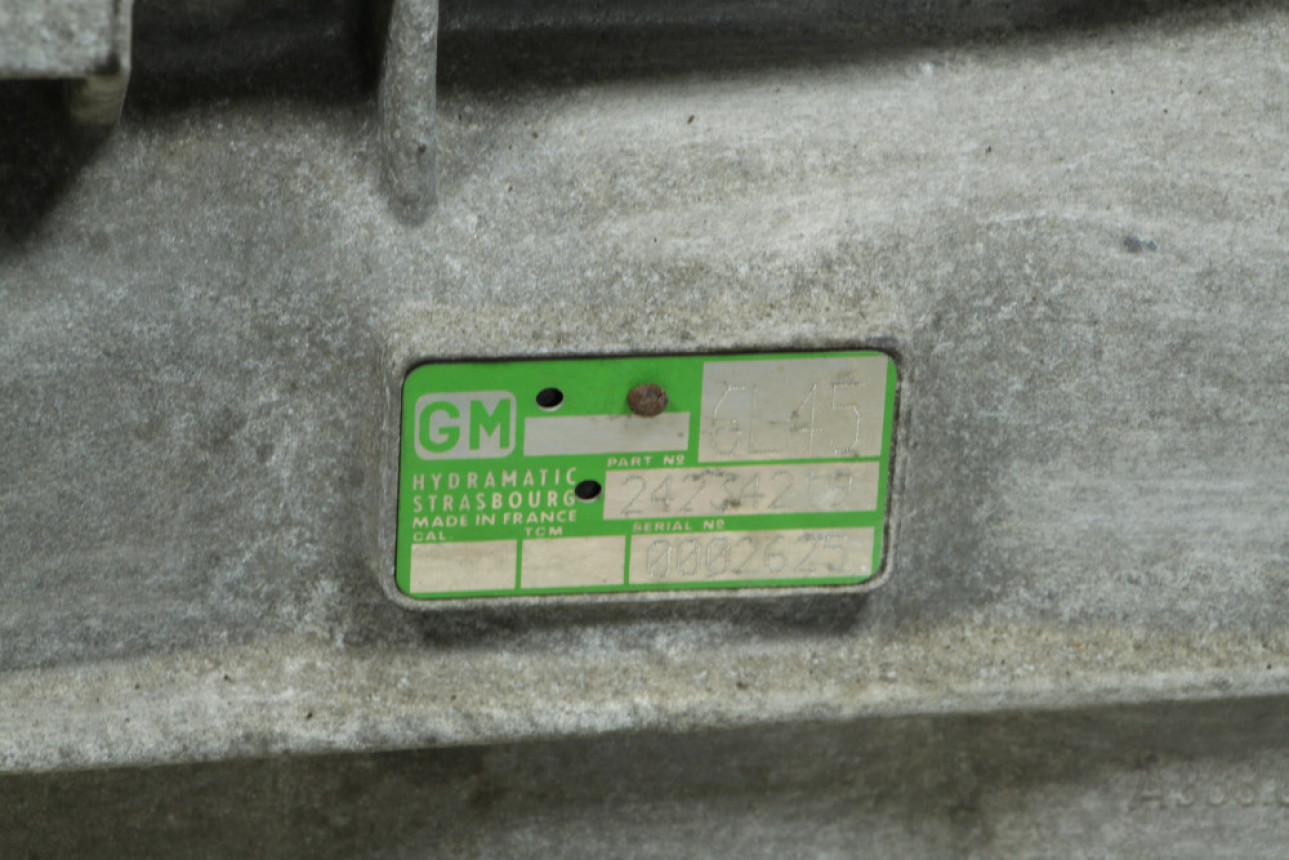 GM
6L45
PART Nº
HYDRAMATIC
STRASBOURG
MADE IN FRANCE
SERIAL Nº
CAL.
TCM
0002625